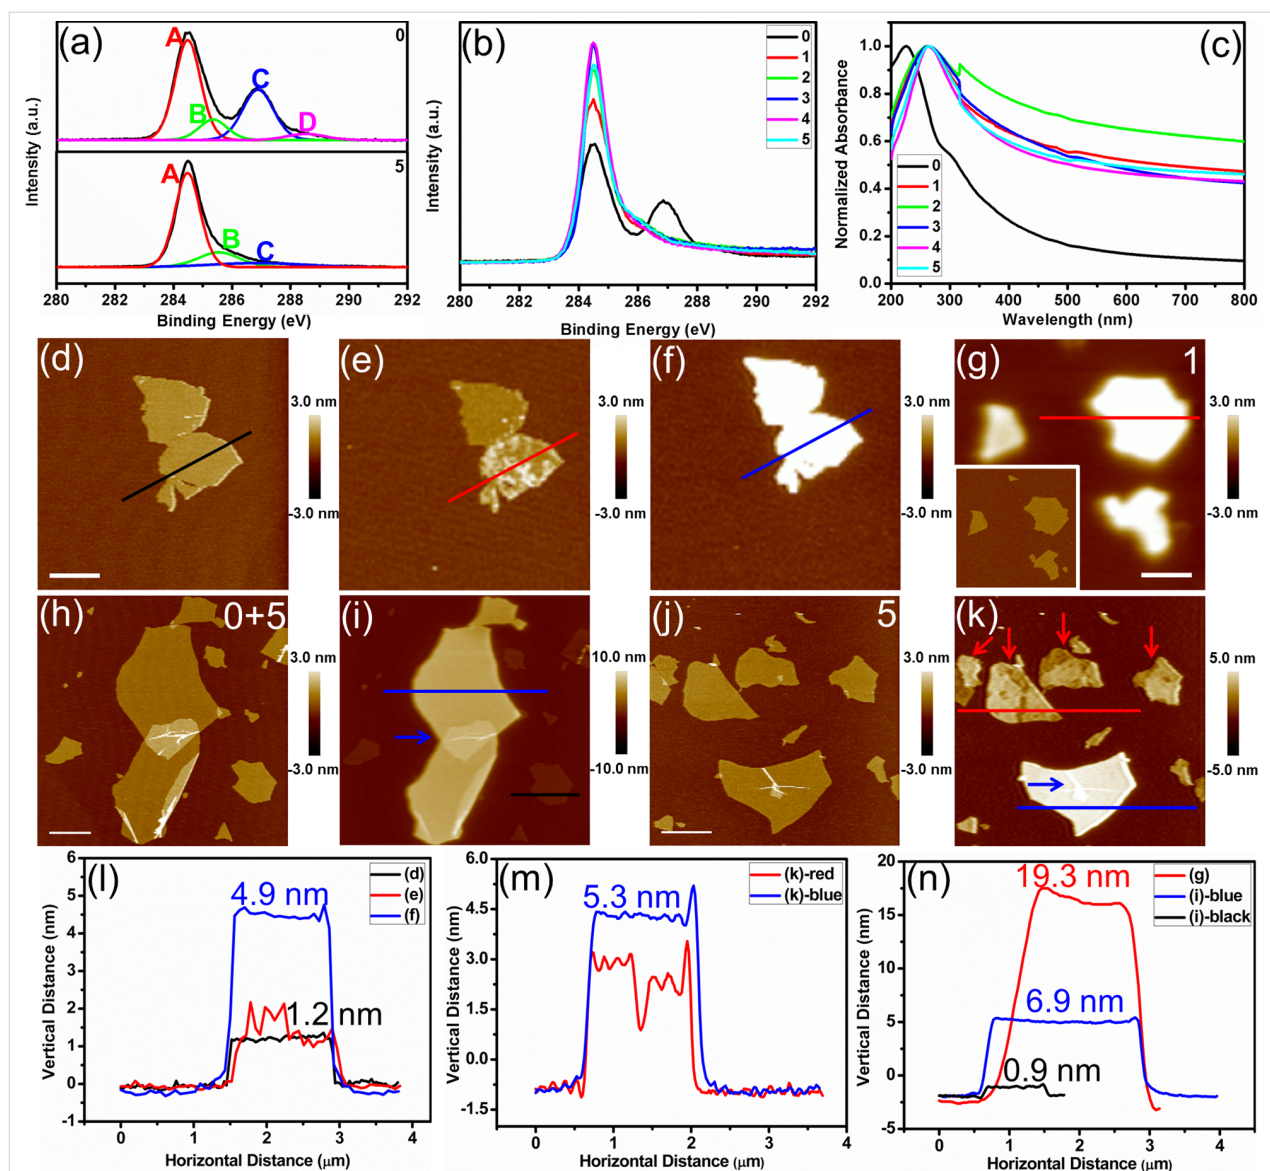 (a)
0
A
B
C
D
5
A
B
C
Intensity (a.u.)
280 282 284 286 288 290 292
Binding Energy (eV)
(b)
0
1
2
3
4
5
Intensity (a.u.)
280 282 284 286 288 290 292
Binding Energy (eV)
(c)
1.0
0.8
0.6
0.4
0.2
0.0
Normalized Absorbance
0
1
2
3
4
5
200 300 400 500 600 700 800
Wavelength (nm)
(d)
3.0 nm
-3.0 nm
(e)
3.0 nm
-3.0 nm
(f)
3.0 nm
-3.0 nm
(g)
1
3.0 nm
-3.0 nm
(h)
0+5
3.0 nm
-3.0 nm
(i)
10.0 nm
-10.0 nm
(j)
5
3.0 nm
-3.0 nm
(k)
5.0 nm
-5.0 nm
(l)
6
5
4
3
2
1
0
-1
Vertical Distance (nm)
4.9 nm
1.2 nm
(d)
(e)
(f)
0 1 2 3 4
Horizontal Distance (μm)
(m)
6.0
4.5
3.0
1.5
0.0
-1.5
Vertical Distance (nm)
5.3 nm
(k)-red
(k)-blue
0 1 2 3 4
Horizontal Distance (μm)
(n)
20
15
10
5
0
-5
Vertical Distance (nm)
19.3 nm
6.9 nm
0.9 nm
(g)
(i)-blue
(i)-black
0 1 2 3 4
Horizontal Distance (μm)